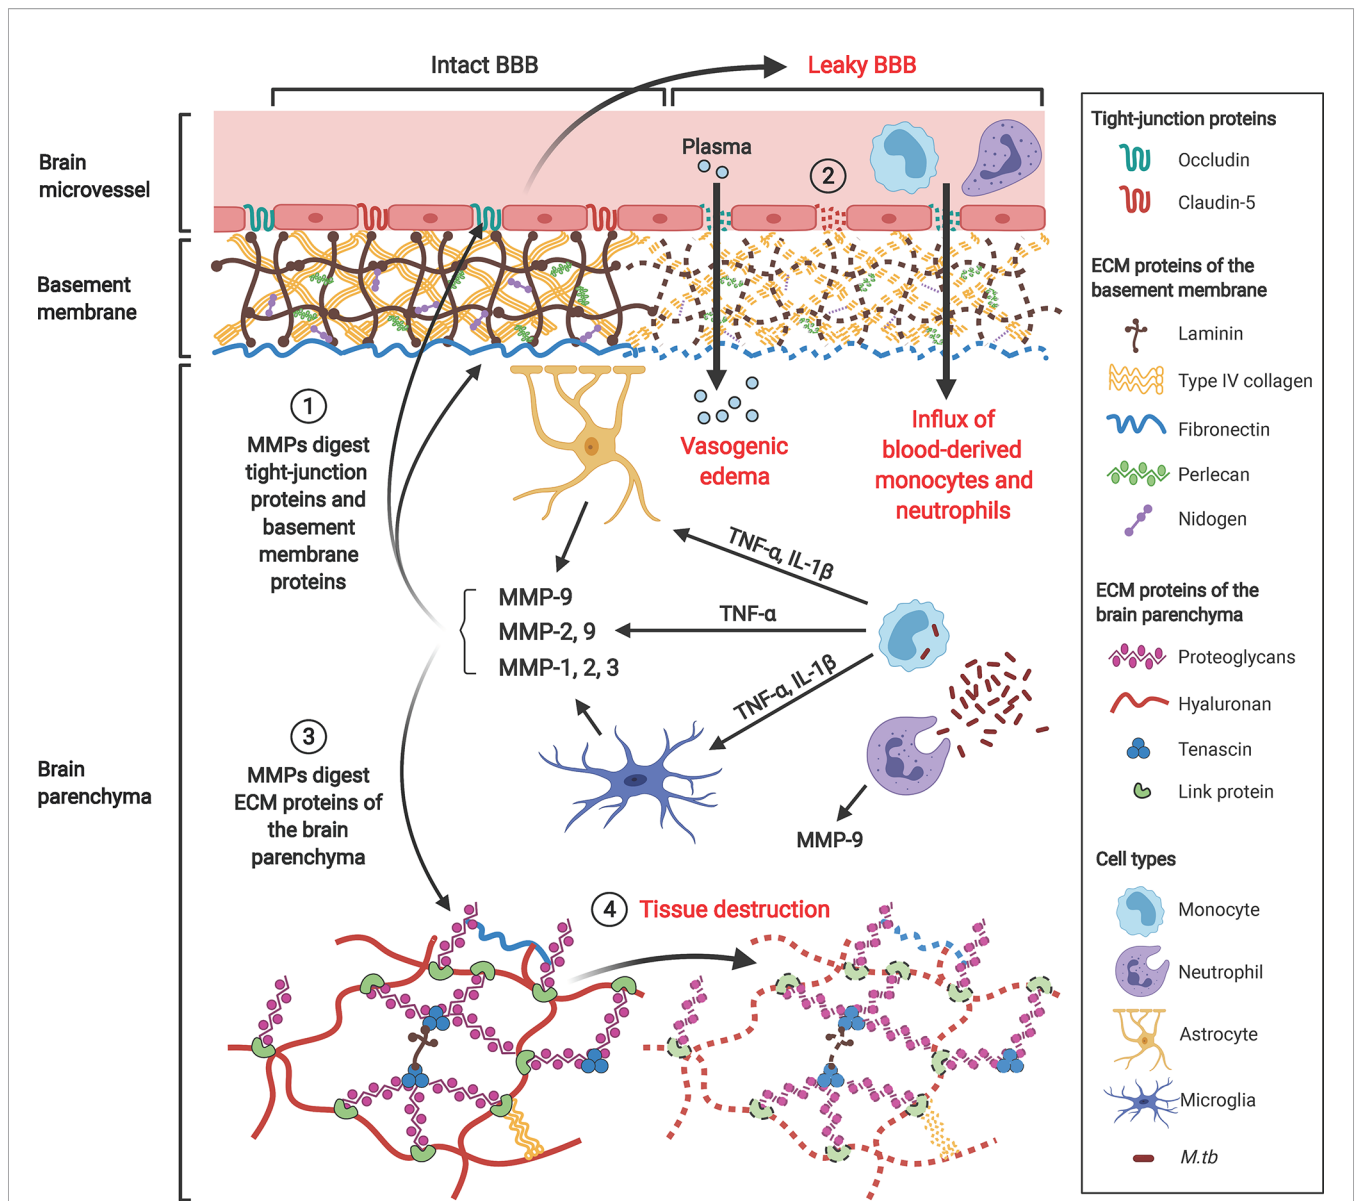 Intact BBB
Leaky BBB
Brain
microvessel
Plasma
2
Basement
membrane
1
MMPs digest
tight-junction
proteins and
basement
membrane
proteins
Vasogenic
edema
Influx of
blood-derived
monocytes and
neutrophils
TNF-α, IL-1β
TNF-α
TNF-α, IL-1β
MMP-9
MMP-2, 9
MMP-1, 2, 3
Brain
parenchyma
3
MMPs digest
ECM proteins of
the brain
parenchyma
MMP-9
4
Tissue destruction
Tight-junction proteins
Occludin
Claudin-5
ECM proteins of the
basement membrane
Laminin
Type IV collagen
Fibronectin
Perlecan
Nidogen
ECM proteins of the
brain parenchyma
Proteoglycans
Hyaluronan
Tenascin
Link protein
Cell types
Monocyte
Neutrophil
Astrocyte
Microglia
M.tb